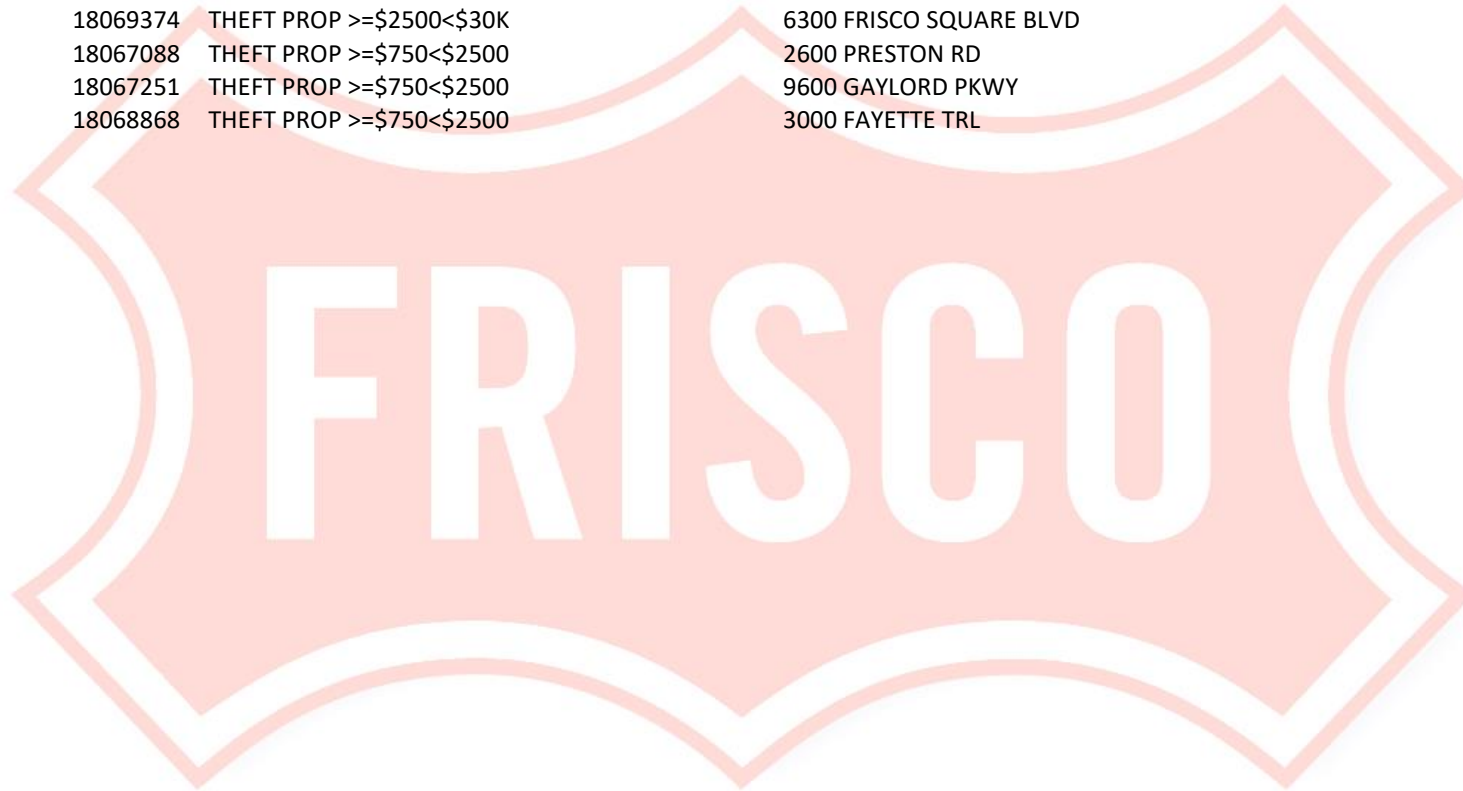 18069374 THEFT PROP >=$2500<$30K 6300 FRISCO SQUARE BLVD
18067088 THEFT PROP >=$750<$2500 2600 PRESTON RD
18067251 THEFT PROP >=$750<$2500 9600 GAYLORD PKWY
18068868 THEFT PROP >=$750<$2500 3000 FAYETTE TRL
FRISCO